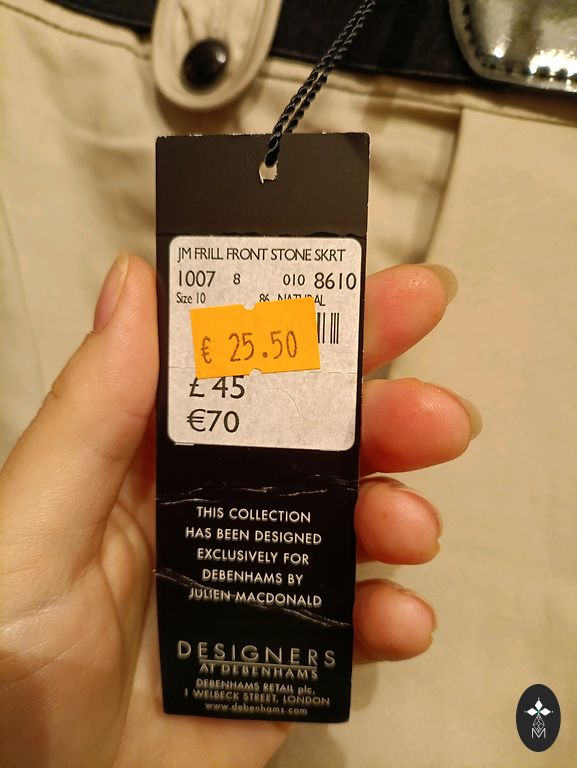 JM FRILL FRONT STONE SKRT
1007 8 010 8610
Size 10 86 NATURAL
€ 25.50
£ 45
€70
THIS COLLECTION
HAS BEEN DESIGNED
EXCLUSIVELY FOR
DEBENHAMS BY
JULIEN MACDONALD
DESIGNERS
AT DEBENHAMS
DEBENHAMS RETAIL plc,
1 WELBECK STREET, LONDON
www.debenhams.com
M